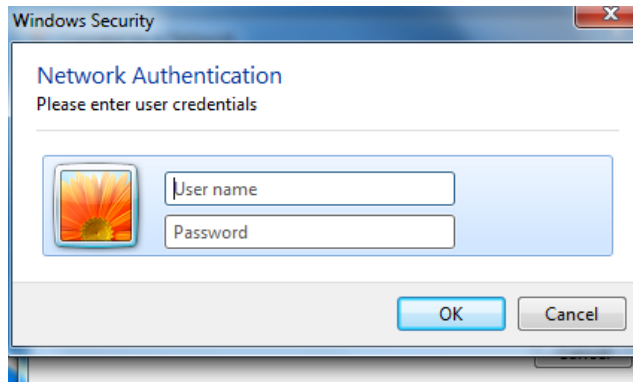 Windows Security
Network Authentication
Please enter user credentials
User name
Password
OK Cancel